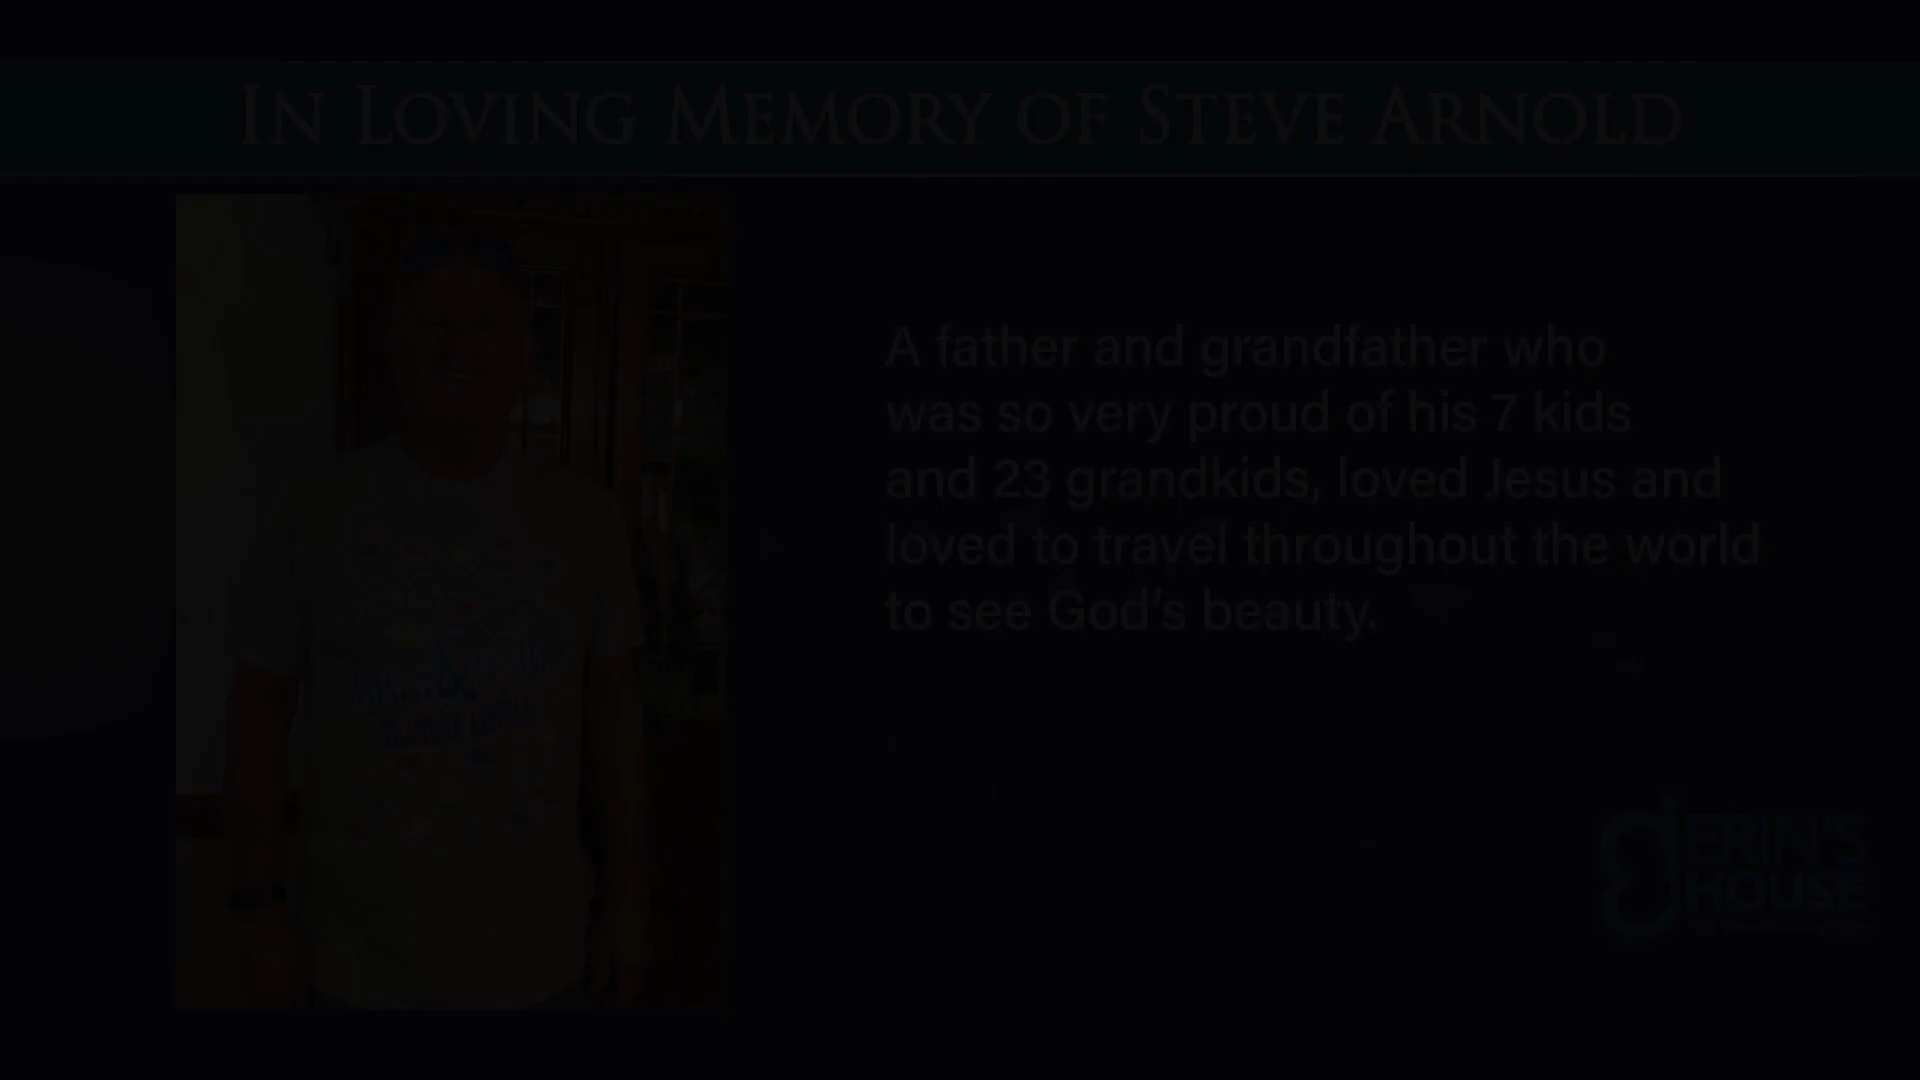 In Loving Memory of Steve Arnold
A father and grandfather who
was so very proud of his 7 kids
and 23 grandkids, loved Jesus and
loved to travel throughout the world
to see God's beauty.
ERIN'S
HOUSE